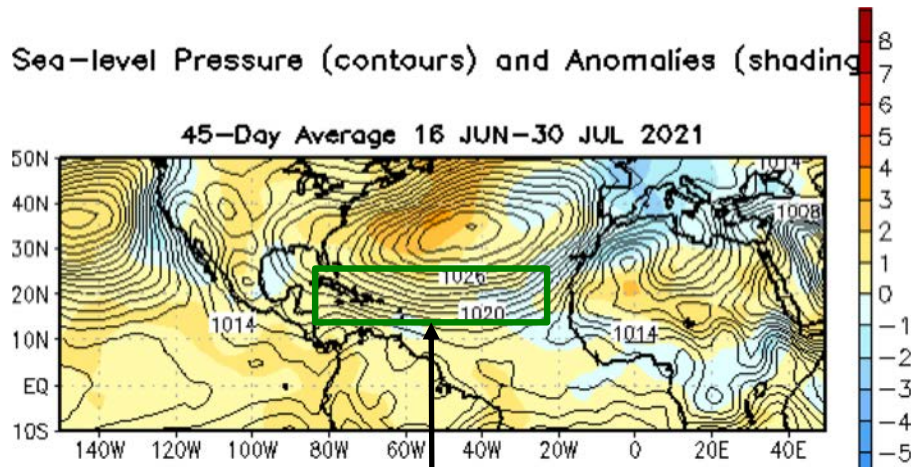 Sea-level Pressure (contours) and Anomalies (shading
45-Day Average 16 JUN-30 JUL 2021
50N
40N
30N
20N
10N
EQ
10S
140W 120W 100W 80W 60W 40W 20W 0 20E 40E
1014
1008
1026
1020
1014
1014
8
7
6
5
4
3
2
1
0
-1
-2
-3
-4
-5